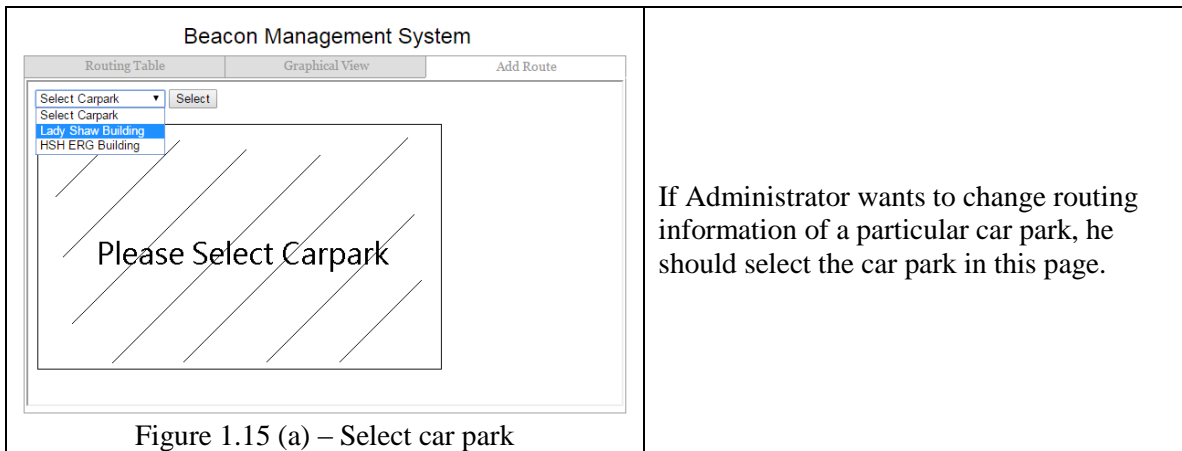 Beacon Management System
Routing Table Graphical View Add Route
Select Carpark Select
Select Carpark
Lady Shaw Building
HSH ERG Building
Please Select Carpark
Figure 1.15 (a) – Select car park
If Administrator wants to change routing
information of a particular car park, he
should select the car park in this page.